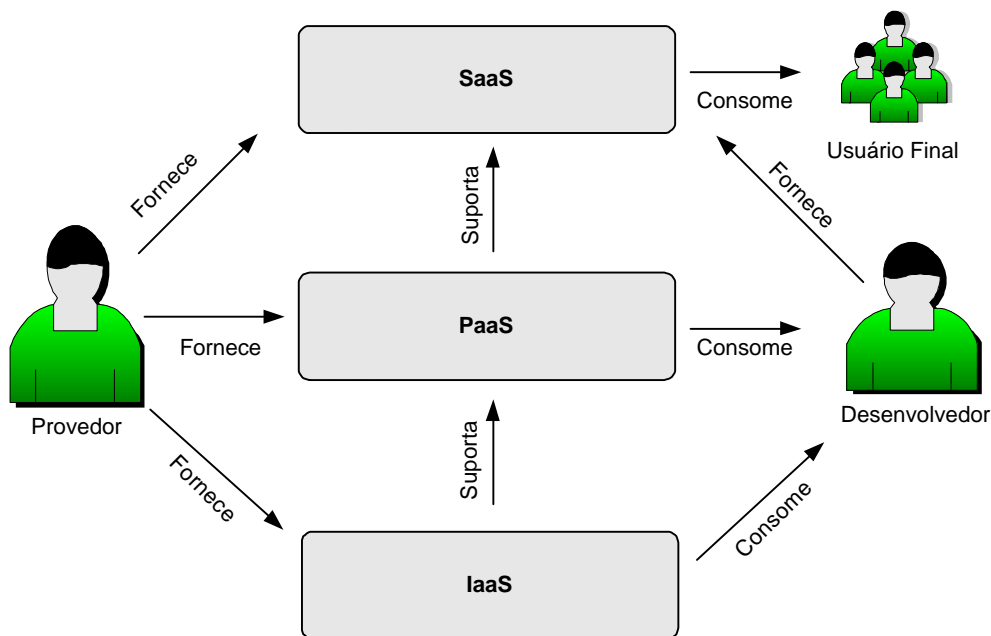 SaaS
Consome
Usuário Final
Fornece
Suporta
Fornece
Provedor
Fornece
PaaS
Consome
Desenvolvedor
Fornece
Suporta
Consome
IaaS